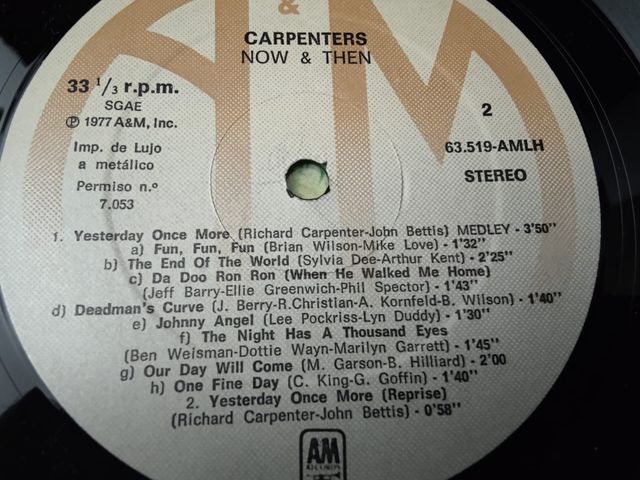 &
CARPENTERS
NOW & THEN
33 1/3 r.p.m.
SGAE
Ⓟ 1977 A&M, Inc.
Imp. de Lujo
a metálico
Permiso n.º
7.053
2
63.519-AMLH
STEREO
1. Yesterday Once More (Richard Carpenter-John Bettis) MEDLEY - 3'50''
a) Fun, Fun, Fun (Brian Wilson-Mike Love) - 1'32''
b) The End Of The World (Sylvia Dee-Arthur Kent) - 2'25''
c) Da Doo Ron Ron (When He Walked Me Home)
(Jeff Barry-Ellie Greenwich-Phil Spector) - 1'43''
d) Deadman's Curve (J. Berry-R.Christian-A. Kornfeld-B. Wilson) - 1'40''
e) Johnny Angel (Lee Pockriss-Lyn Duddy) - 1'30''
f) The Night Has A Thousand Eyes
(Ben Weisman-Dottie Wayn-Marilyn Garrett) - 1'45''
g) Our Day Will Come (M. Garson-B. Hilliard) - 2'00
h) One Fine Day (C. King-G. Goffin) - 1'40''
2. Yesterday Once More (Reprise)
(Richard Carpenter-John Bettis) - 0'58''
AM
RECORDS